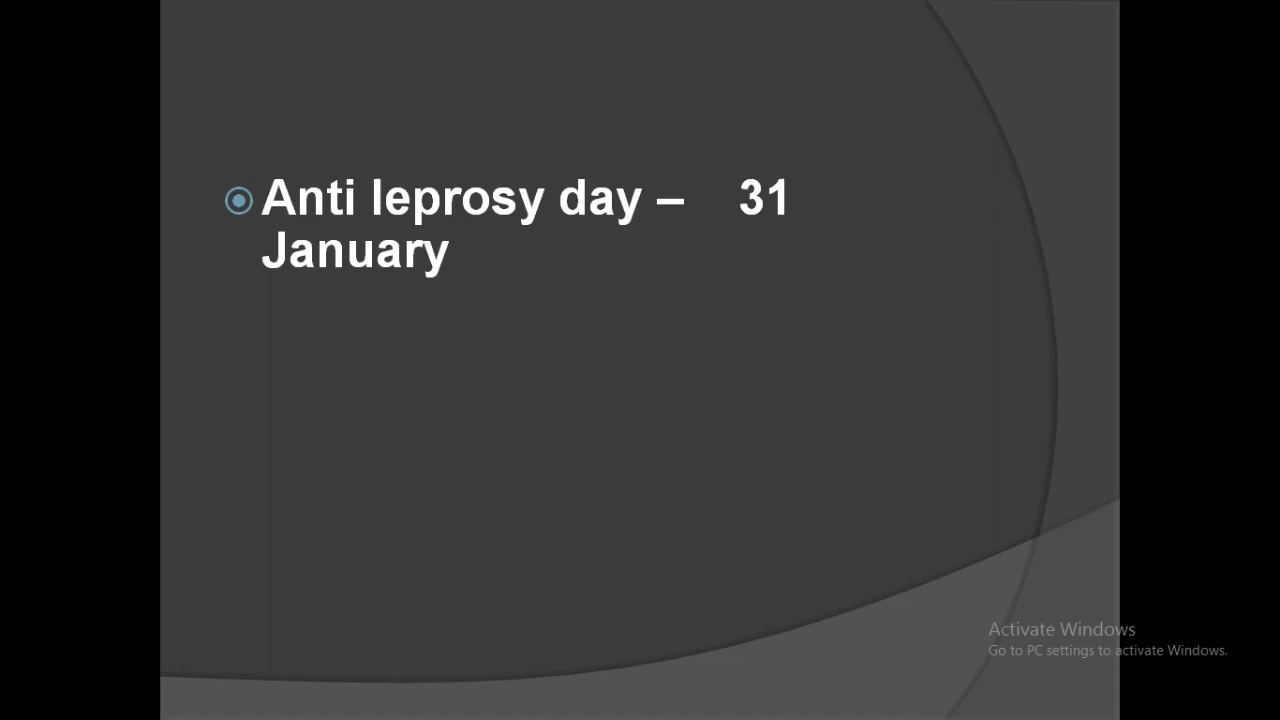 Anti leprosy day – 31
January
Activate Windows
Go to PC settings to activate Windows.